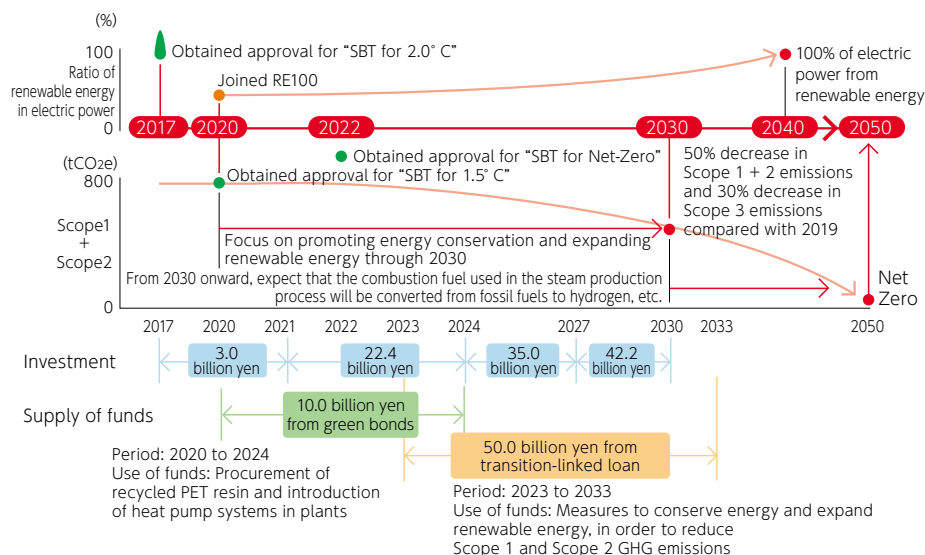 (%)
100
Ratio of
renewable energy
in electric power
0
Obtained approval for “SBT for 2.0° C”
Joined RE100
100% of electric
power from
renewable energy
2017
2020
2022
2030
2040
2050
(tCO2e)
800
Scope1
+
Scope2
0
Obtained approval for “SBT for Net-Zero”
Obtained approval for “SBT for 1.5° C”
50% decrease in
Scope 1 + 2 emissions
and 30% decrease in
Scope 3 emissions
compared with 2019
Focus on promoting energy conservation and expanding
renewable energy through 2030
From 2030 onward, expect that the combustion fuel used in the steam production
process will be converted from fossil fuels to hydrogen, etc.
Net
Zero
2017
2020
2021
2022
2023
2024
2027
2030
2033
2050
Investment
3.0
billion yen
22.4
billion yen
35.0
billion yen
42.2
billion yen
Supply of funds
10.0 billion yen
from green bonds
Period: 2020 to 2024
Use of funds: Procurement of
recycled PET resin and introduction
of heat pump systems in plants
50.0 billion yen from
transition-linked loan
Period: 2023 to 2033
Use of funds: Measures to conserve energy and expand
renewable energy, in order to reduce
Scope 1 and Scope 2 GHG emissions